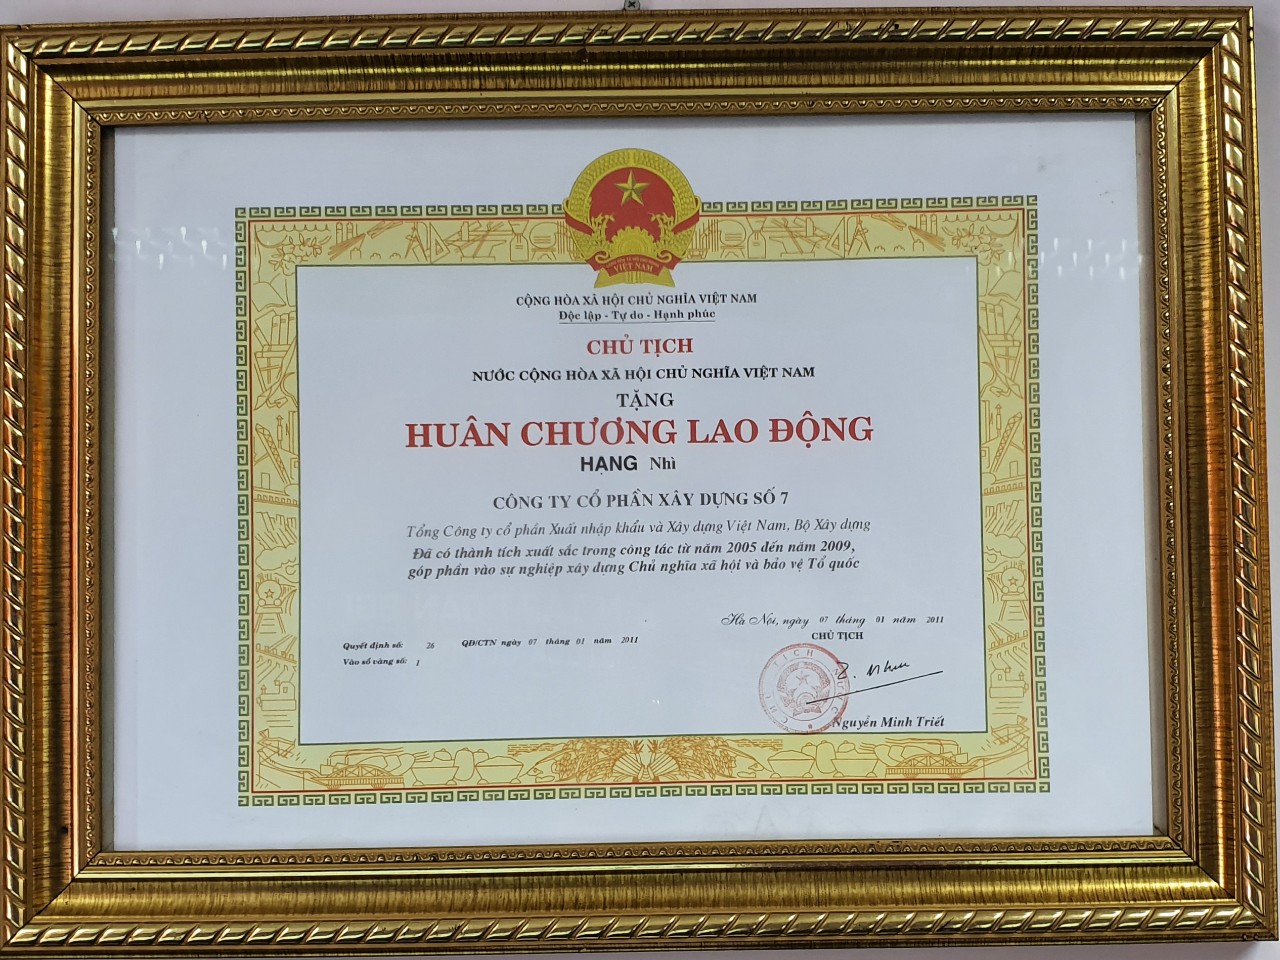 VIỆT NAM
CỘNG HÒA XÃ HỘI CHỦ NGHĨA VIỆT NAM
Độc lập - Tự do - Hạnh phúc
CHỦ TỊCH
NƯỚC CỘNG HÒA XÃ HỘI CHỦ NGHĨA VIỆT NAM
TẶNG
HUÂN CHƯƠNG LAO ĐỘNG
HẠNG Nhì
CÔNG TY CỔ PHẦN XÂY DỰNG SỐ 7
Tổng Công ty cổ phần Xuất nhập khẩu và Xây dựng Việt Nam, Bộ Xây dựng
Đã có thành tích xuất sắc trong công tác từ năm 2005 đến năm 2009,
góp phần vào sự nghiệp xây dựng Chủ nghĩa xã hội và bảo vệ Tổ quốc
Hà Nội, ngày 07 tháng 01 năm 2011
CHỦ TỊCH
Quyết định số: 26 QĐ/CTN ngày 07 tháng 01 năm 2011
Vào sổ vàng số: 1
Nguyễn Minh Triết